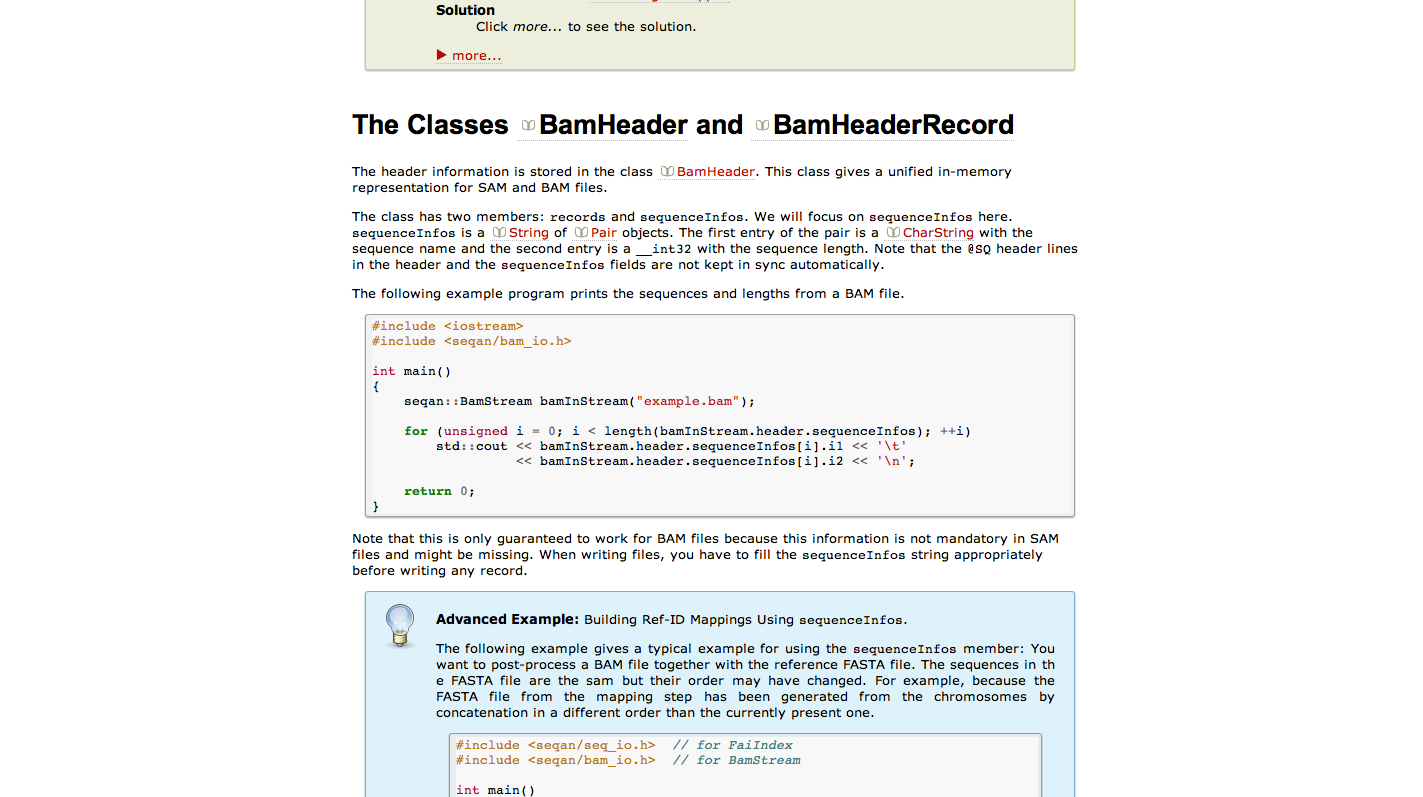 Solution
Click more... to see the solution.
▶ more...
The Classes BamHeader and BamHeaderRecord
The header information is stored in the class BamHeader. This class gives a unified in-memory
representation for SAM and BAM files.
The class has two members: records and sequenceInfos. We will focus on sequenceInfos here.
sequenceInfos is a String of Pair objects. The first entry of the pair is a CharString with the
sequence name and the second entry is a __int32 with the sequence length. Note that the @SQ header lines
in the header and the sequenceInfos fields are not kept in sync automatically.
The following example program prints the sequences and lengths from a BAM file.
#include <iostream>
#include <seqan/bam_io.h>
int main()
{
    seqan::BamStream bamInStream("example.bam");
    for (unsigned i = 0; i < length(bamInStream.header.sequenceInfos); ++i)
        std::cout << bamInStream.header.sequenceInfos[i].i1 << '\t'
                  << bamInStream.header.sequenceInfos[i].i2 << '\n';
    return 0;
}
Note that this is only guaranteed to work for BAM files because this information is not mandatory in SAM
files and might be missing. When writing files, you have to fill the sequenceInfos string appropriately
before writing any record.
Advanced Example: Building Ref-ID Mappings Using sequenceInfos.
The following example gives a typical example for using the sequenceInfos member: You
want to post-process a BAM file together with the reference FASTA file. The sequences in th
e FASTA file are the sam but their order may have changed. For example, because the
FASTA file from the mapping step has been generated from the chromosomes by
concatenation in a different order than the currently present one.
#include <seqan/seq_io.h>  // for FaiIndex
#include <seqan/bam_io.h>  // for BamStream
int main()